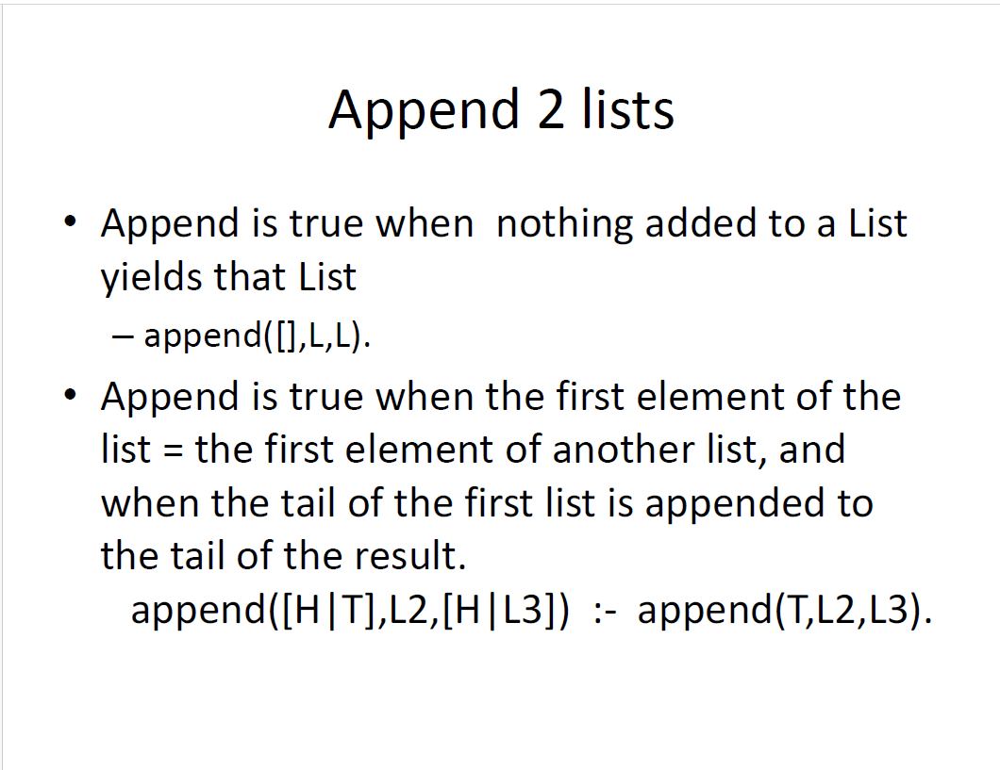 Append 2 lists
• Append is true when  nothing added to a List
yields that List
– append([],L,L).
• Append is true when the first element of the
list = the first element of another list, and
when the tail of the first list is appended to
the tail of the result.
append([H|T],L2,[H|L3])  :-  append(T,L2,L3).